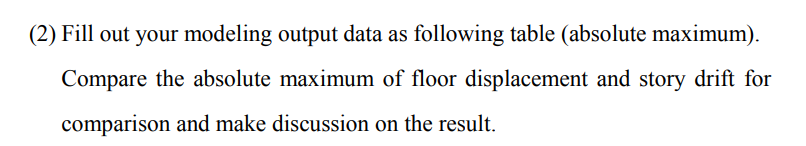 (2) Fill out your modeling output data as following table (absolute maximum).
Compare the absolute maximum of floor displacement and story drift for
comparison and make discussion on the result.